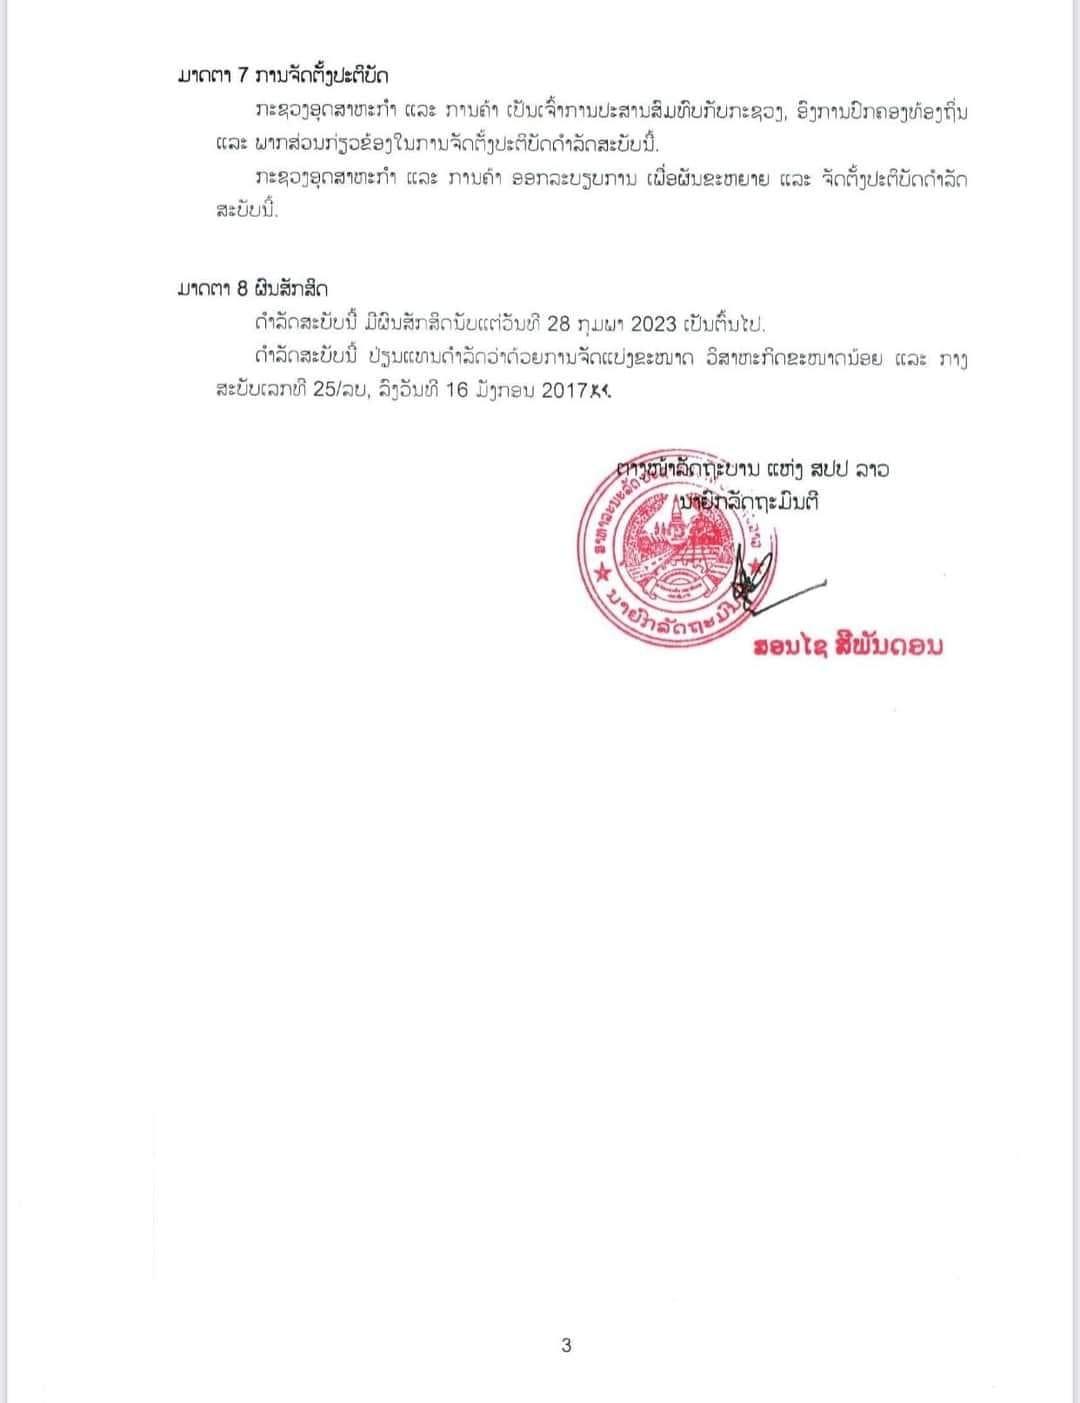 ມາດຕາ 7 ການຈັດຕັ້ງປະຕິບັດ
ກະຊວງອຸດສາຫະກຳ ແລະ ການຄ້າ ເປັນເຈົ້າການປະສານສົມທົບກັບກະຊວງ, ອົງການປົກຄອງທ້ອງຖິ່ນ
ແລະ ພາກສ່ວນກ່ຽວຂ້ອງໃນການຈັດຕັ້ງປະຕິບັດດຳລັດສະບັບນີ້.
ກະຊວງອຸດສາຫະກຳ ແລະ ການຄ້າ ອອກລະບຽບການ ເພື່ອຜັນຂະຫຍາຍ ແລະ ຈັດຕັ້ງປະຕິບັດດຳລັດ
ສະບັບນີ້.
ມາດຕາ 8 ຜົນສັກສິດ
ດຳລັດສະບັບນີ້ ມີຜົນສັກສິດນັບແຕ່ວັນທີ 28 ກຸມພາ 2023 ເປັນຕົ້ນໄປ.
ດຳລັດສະບັບນີ້ ປ່ຽນແທນດຳລັດວ່າດ້ວຍການຈັດແບ່ງຂະໜາດ ວິສາຫະກິດຂະໜາດນ້ອຍ ແລະ ກາງ
ສະບັບເລກທີ 25/ລບ, ລົງວັນທີ 16 ມັງກອນ 2017
ຕາງໜ້າລັດຖະບານ ແຫ່ງ ສປປ ລາວ
ນາຍົກລັດຖະມົນຕີ
ນາຍົກລັດຖະມົນ
ສອນໄຊ ສີພັນດອນ
3